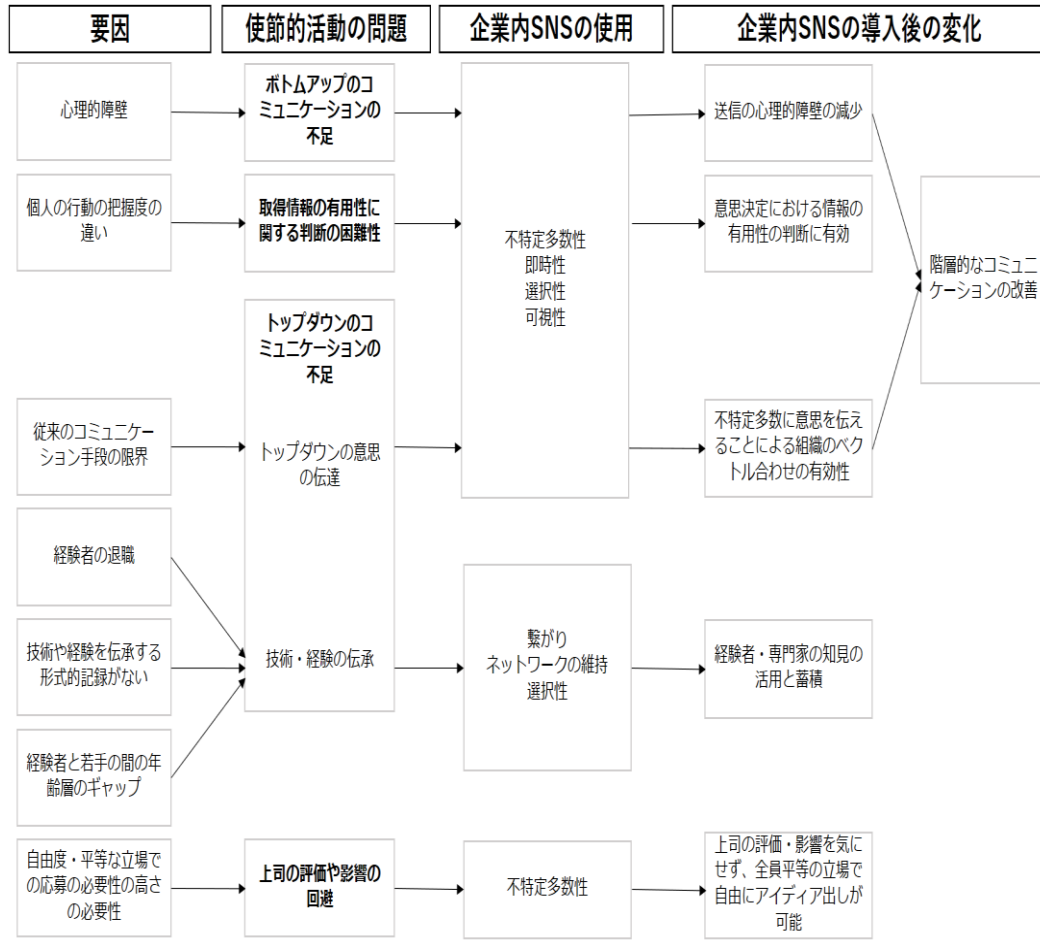 要因
使節的活動の問題
企業内SNSの使用
企業内SNSの導入後の変化
心理的障壁
ボトムアップのコ
ミュニケーションの
不足
送信の心理的障壁の減少
個人の行動の把握度の
違い
取得情報の有用性に
関する判断の困難性
不特定多数性
即時性
選択性
可視性
意思決定における情報の
有用性の判断に有効
階層的なコミュニ
ケーションの改善
トップダウンのコ
ミュニケーションの
不足
従来のコミュニケー
ション手段の限界
トップダウンの意思
の伝達
不特定多数に意思を伝え
ることによる組織のベク
トル合わせの有効性
経験者の退職
技術や経験を伝承する
形式的記録がない
経験者と若手の間の年
齢層のギャップ
技術・経験の伝承
繋がり
ネットワークの維持
選択性
経験者・専門家の知見の
活用と蓄積
自由度・平等な立場で
の応募の必要性の高さ
の必要性
上司の評価や影響の
回避
不特定多数性
上司の評価・影響を気に
せず、全員平等の立場で
自由にアイディア出しが
可能